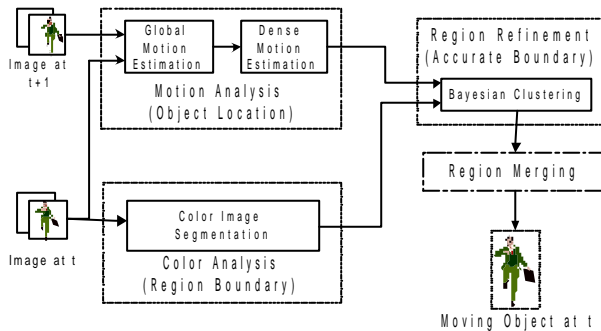 Image at
t+1
Global
Motion
Estimation
Dense
Motion
Estimation
Motion Analysis
(Object Location)
Region Refinement
(Accurate Boundary)
Bayesian Clustering
Region Merging
Image at t
Color Image
Segmentation
Color Analysis
(Region Boundary)
Moving Object at t